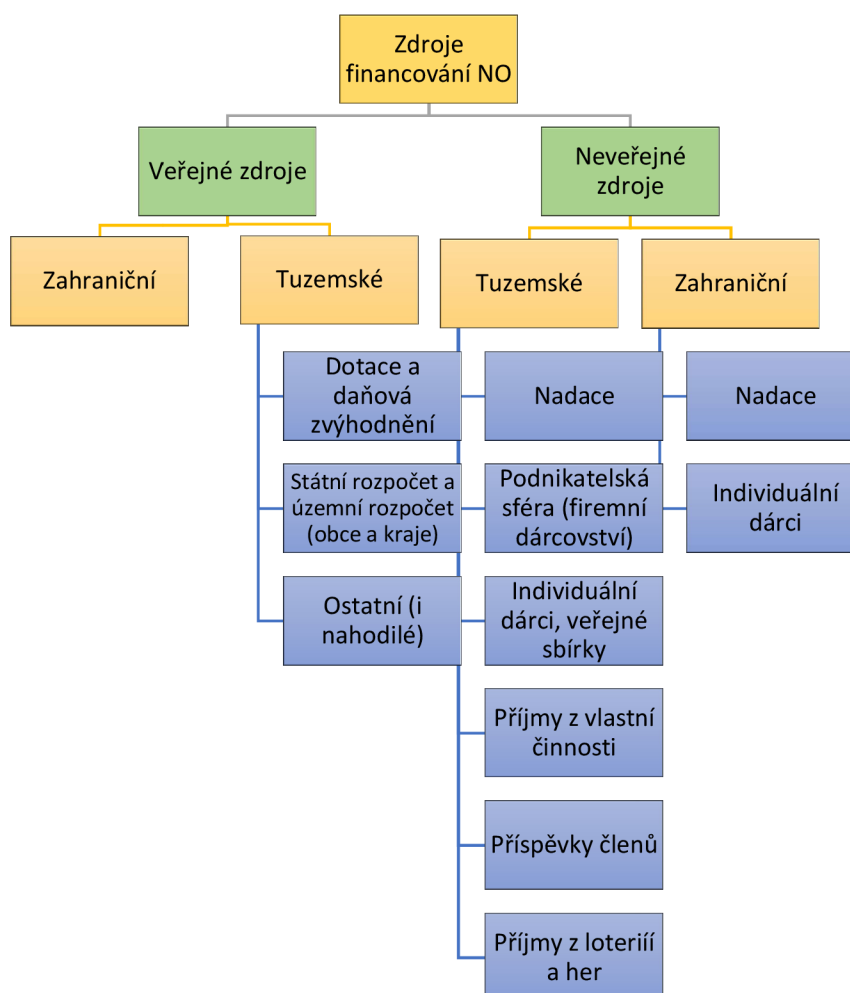 Zdroje
financování NO
Veřejné zdroje
Neveřejné
zdroje
Zahraniční
Tuzemské
Tuzemské
Zahraniční
Dotace a
daňová
zvýhodnění
Nadace
Nadace
Státní rozpočet a
územní rozpočet
(obce a kraje)
Podnikatelská
sféra (firemní
dárcovství)
Individuální
dárci
Ostatní (i
nahodilé)
Individuální
dárci, veřejné
sbírky
Příjmy z vlastní
činnosti
Příspěvky členů
Příjmy z loteriíí
a her